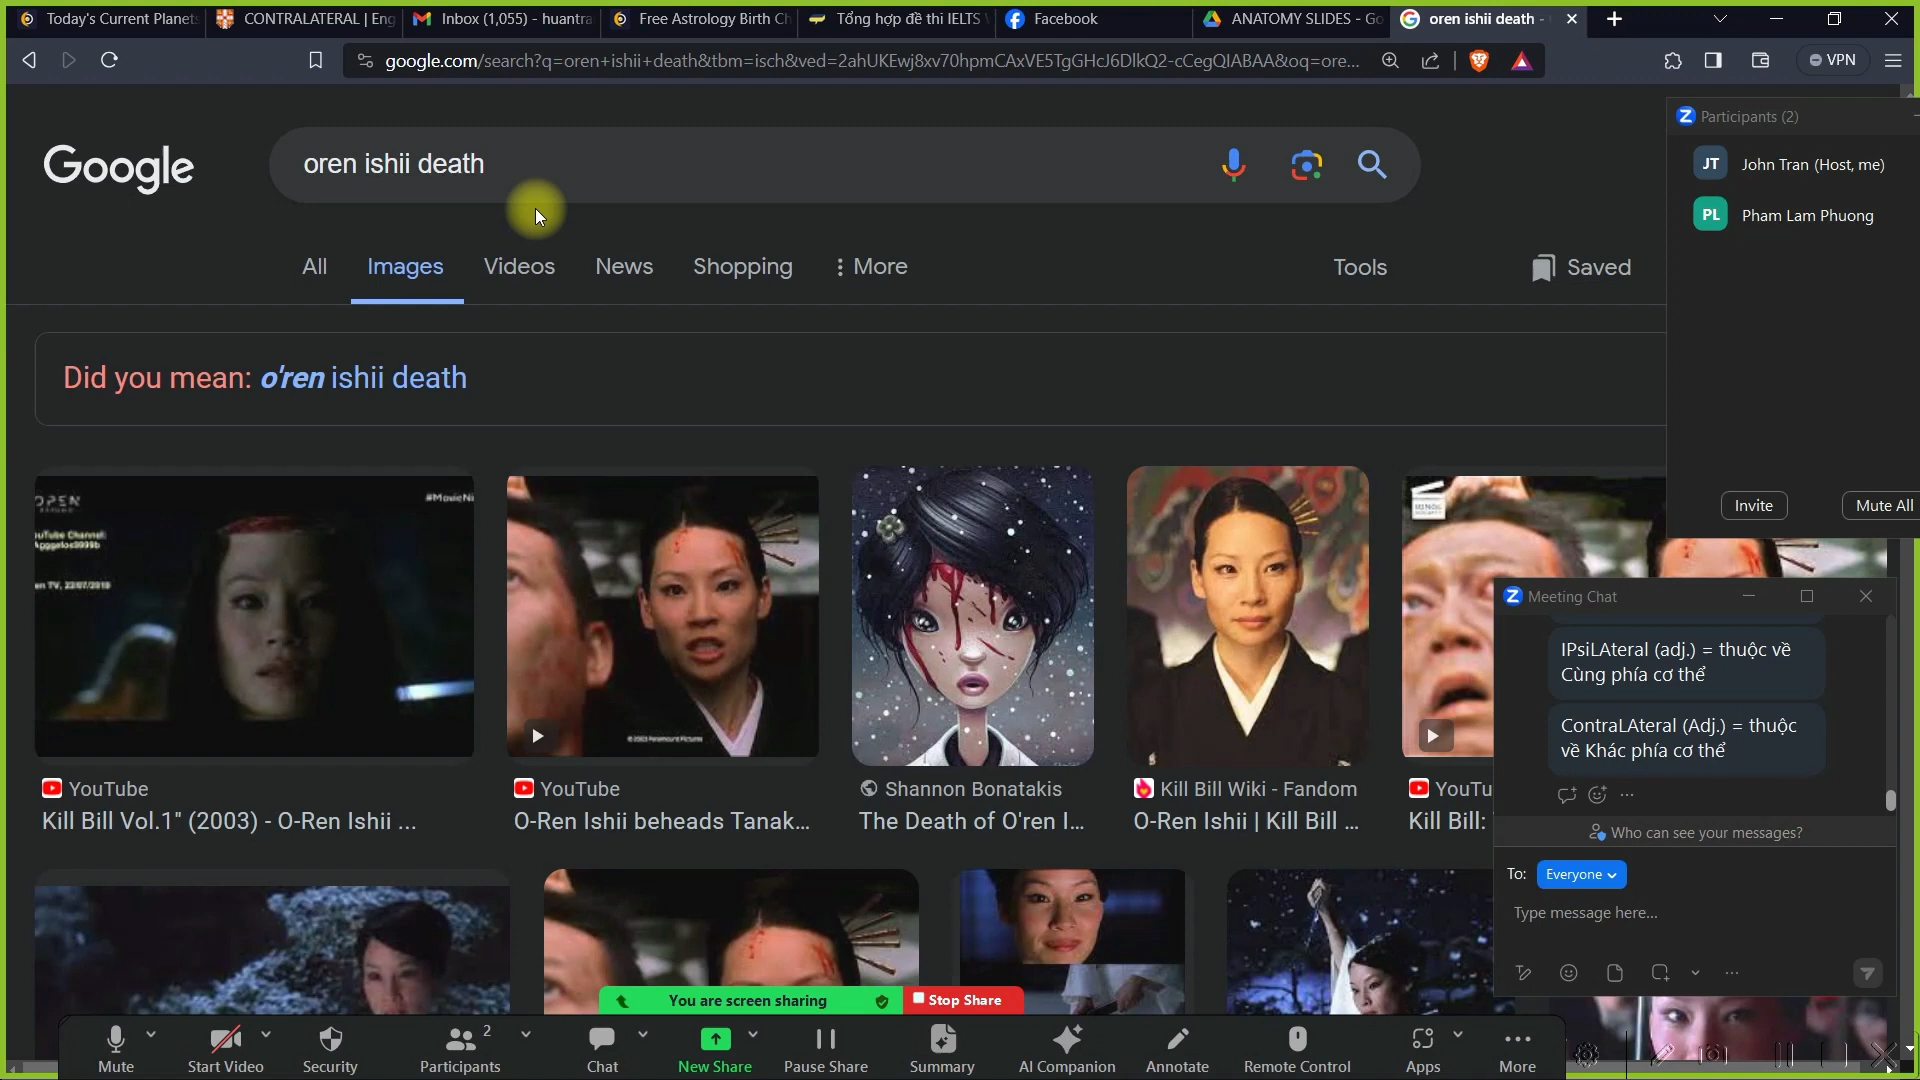 Today's Current Planets
CONTRALATERAL | Eng
Inbox (1,055) - huantra
Free Astrology Birth Ch
Tổng hợp đề thi IELTS
Facebook
ANATOMY SLIDES - Go
oren ishii death -
google.com/search?q=oren+ishii+death&tbm=isch&ved=2ahUKEwj8xv70hpmCAxVE5TgGHcJ6DlkQ2-cCegQIABAA&oq=ore...
VPN
Google
oren ishii death
All
Images
Videos
News
Shopping
More
Tools
Saved
Did you mean: o'ren ishii death
Participants (2)
JT
John Tran (Host, me)
PL
Pham Lam Phuong
Invite
Mute All
#MovieNi
YouTube
Kill Bill Vol.1" (2003) - O-Ren Ishii ...
YouTube
O-Ren Ishii beheads Tanak...
Shannon Bonatakis
The Death of O'ren I...
Kill Bill Wiki - Fandom
O-Ren Ishii | Kill Bill ...
YouTu
Kill Bill:
Meeting Chat
IPsiLAteral (adj.) = thuộc về
Cùng phía cơ thể
ContraLAteral (Adj.) = thuộc
về Khác phía cơ thể
Who can see your messages?
To:
Everyone
Type message here...
You are screen sharing
Stop Share
Mute
Start Video
Security
Participants
2
Chat
New Share
Pause Share
Summary
AI Companion
Annotate
Remote Control
Apps
More